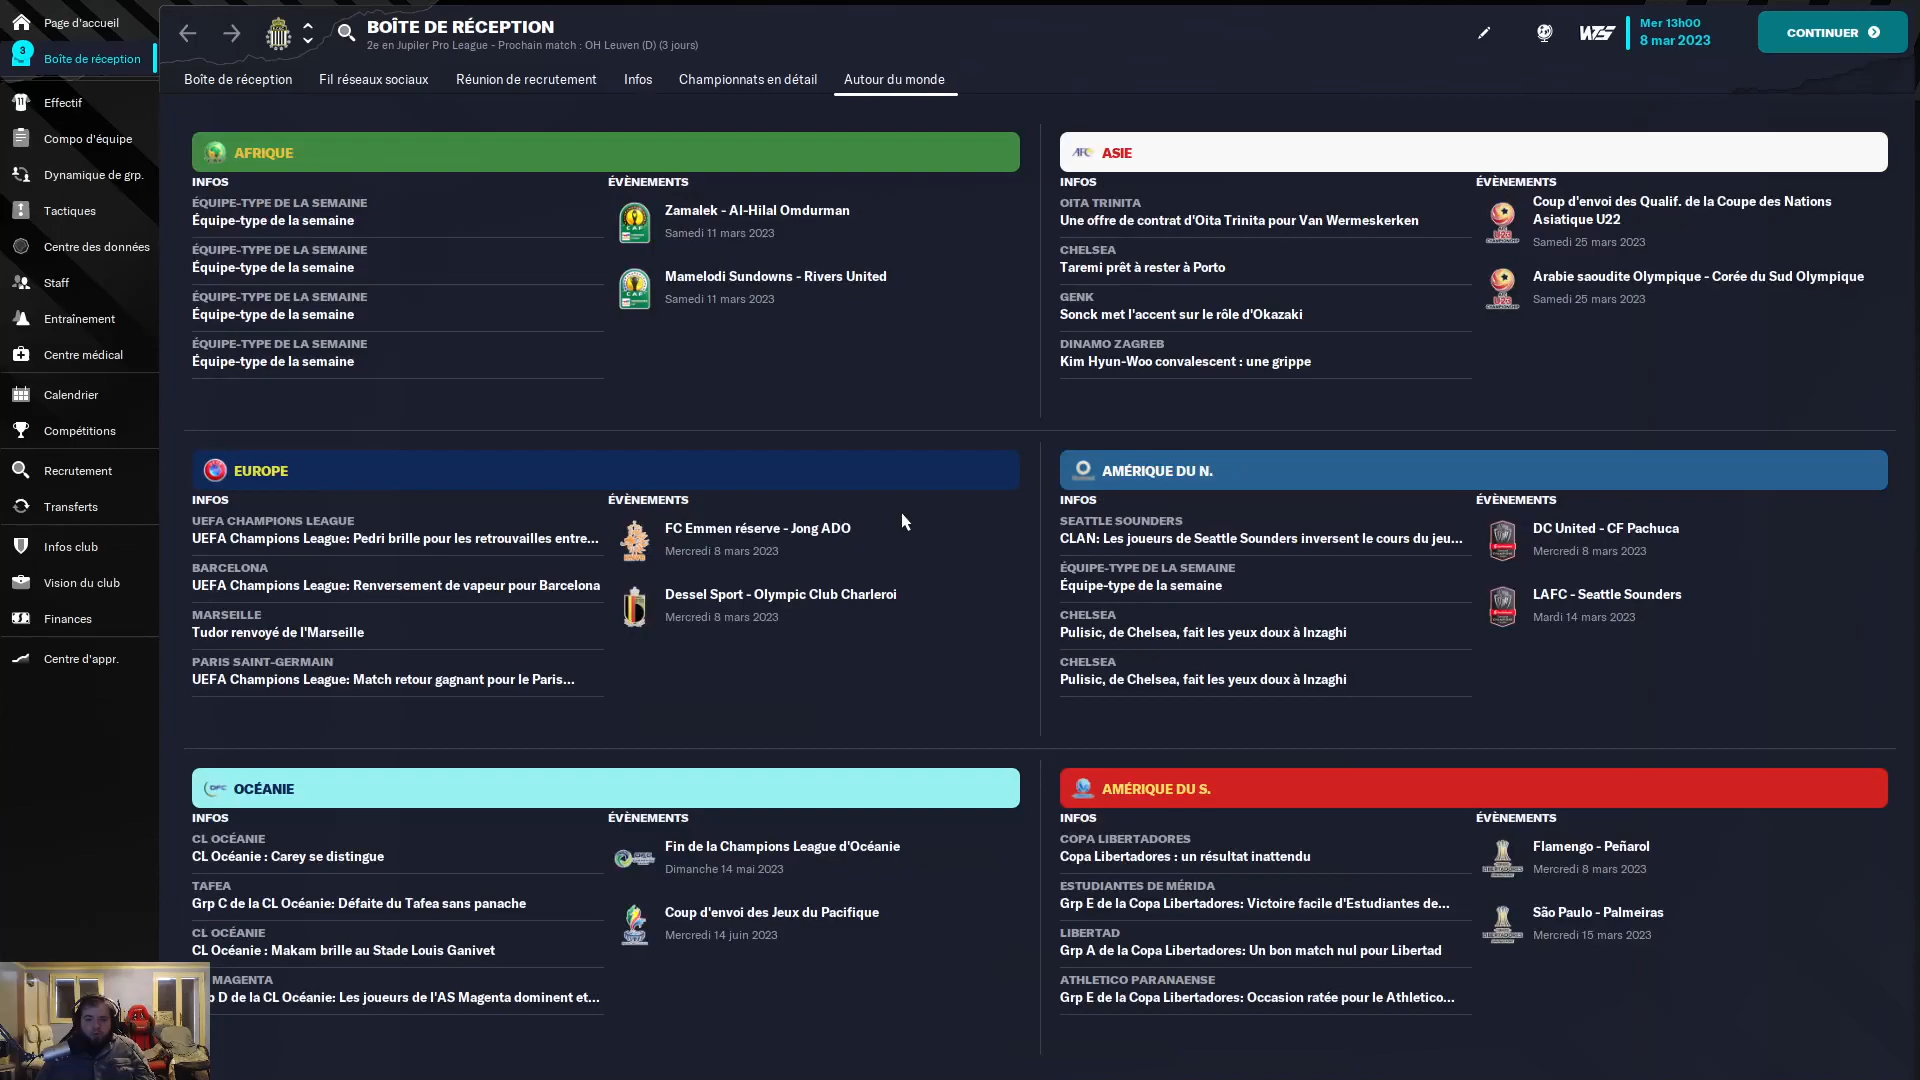 Page d'accueil
3
Boîte de réception
Effectif
Compo d'équipe
Dynamique de grp.
Tactiques
Centre des données
Staff
Entraînement
Centre médical
Calendrier
Compétitions
Recrutement
Transferts
Infos club
Vision du club
Finances
Centre d'appr.
BOÎTE DE RÉCEPTION
2e en Jupiler Pro League - Prochain match : OH Leuven (D) (3 jours)
Mer 13h00
8 mar 2023
CONTINUER
Boîte de réception
Fil réseaux sociaux
Réunion de recrutement
Infos
Championnats en détail
Autour du monde
AFRIQUE
INFOS
ÉQUIPE-TYPE DE LA SEMAINE
Équipe-type de la semaine
ÉQUIPE-TYPE DE LA SEMAINE
Équipe-type de la semaine
ÉQUIPE-TYPE DE LA SEMAINE
Équipe-type de la semaine
ÉQUIPE-TYPE DE LA SEMAINE
Équipe-type de la semaine
ÉVÈNEMENTS
Zamalek - Al-Hilal Omdurman
Samedi 11 mars 2023
Mamelodi Sundowns - Rivers United
Samedi 11 mars 2023
AFC
ASIE
INFOS
OITA TRINITA
Une offre de contrat d'Oita Trinita pour Van Wermeskerken
CHELSEA
Taremi prêt à rester à Porto
GENK
Sonck met l'accent sur le rôle d'Okazaki
DINAMO ZAGREB
Kim Hyun-Woo convalescent : une grippe
ÉVÈNEMENTS
Coup d'envoi des Qualif. de la Coupe des Nations
Asiatique U22
Samedi 25 mars 2023
Arabie saoudite Olympique - Corée du Sud Olympique
Samedi 25 mars 2023
EUROPE
INFOS
UEFA CHAMPIONS LEAGUE
UEFA Champions League: Pedri brille pour les retrouvailles entre...
BARCELONA
UEFA Champions League: Renversement de vapeur pour Barcelona
MARSEILLE
Tudor renvoyé de l'Marseille
PARIS SAINT-GERMAIN
UEFA Champions League: Match retour gagnant pour le Paris...
ÉVÈNEMENTS
FC Emmen réserve - Jong ADO
Mercredi 8 mars 2023
Dessel Sport - Olympic Club Charleroi
Mercredi 8 mars 2023
AMÉRIQUE DU N.
INFOS
SEATTLE SOUNDERS
CLAN: Les joueurs de Seattle Sounders inversent le cours du jeu...
ÉQUIPE-TYPE DE LA SEMAINE
Équipe-type de la semaine
CHELSEA
Pulisic, de Chelsea, fait les yeux doux à Inzaghi
CHELSEA
Pulisic, de Chelsea, fait les yeux doux à Inzaghi
ÉVÈNEMENTS
DC United - CF Pachuca
Mercredi 8 mars 2023
LAFC - Seattle Sounders
Mardi 14 mars 2023
OFC
OCÉANIE
INFOS
CL OCÉANIE
CL Océanie : Carey se distingue
TAFEA
Grp C de la CL Océanie: Défaite du Tafea sans panache
CL OCÉANIE
CL Océanie : Makam brille au Stade Louis Ganivet
MAGENTA
D de la CL Océanie: Les joueurs de l'AS Magenta dominent et...
ÉVÈNEMENTS
Fin de la Champions League d'Océanie
Dimanche 14 mai 2023
Coup d'envoi des Jeux du Pacifique
Mercredi 14 juin 2023
AMÉRIQUE DU S.
INFOS
COPA LIBERTADORES
Copa Libertadores : un résultat inattendu
ESTUDIANTES DE MÉRIDA
Grp E de la Copa Libertadores: Victoire facile d'Estudiantes de...
LIBERTAD
Grp A de la Copa Libertadores: Un bon match nul pour Libertad
ATHLETICO PARANAENSE
Grp E de la Copa Libertadores: Occasion ratée pour le Athletico...
ÉVÈNEMENTS
Flamengo - Peñarol
Mercredi 8 mars 2023
São Paulo - Palmeiras
Mercredi 15 mars 2023